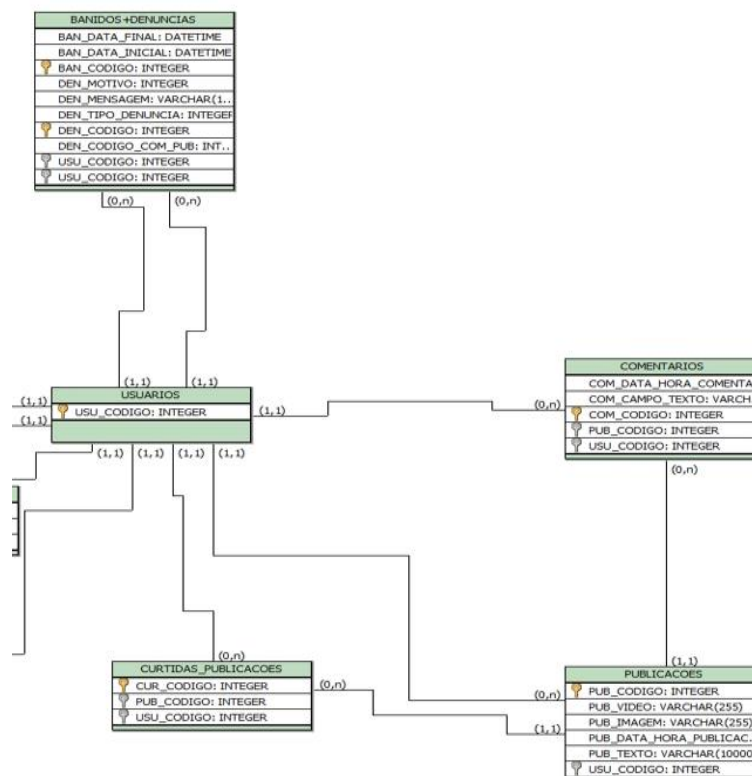 BANIDOS+DENUNCIAS
BAN_DATA_FINAL: DATETIME
BAN_DATA_INICIAL: DATETIME
BAN_CODIGO: INTEGER
DEN_MOTIVO: INTEGER
DEN_MENSAGEM: VARCHAR(1..
DEN_TIPO_DENUNCIA: INTEGER
DEN_CODIGO: INTEGER
DEN_CODIGO_COM_PUB: INT..
USU_CODIGO: INTEGER
USU_CODIGO: INTEGER
(0,n)
(0,n)
(1,1)
(1,1)
USUARIOS
USU_CODIGO: INTEGER
(1,1)
(1,1)
(1,1)
(1,1)
(1,1)
(1,1)
(1,1)
(0,n)
COMENTARIOS
COM_DATA_HORA_COMENTA
COM_CAMPO_TEXTO: VARCH
COM_CODIGO: INTEGER
PUB_CODIGO: INTEGER
USU_CODIGO: INTEGER
(0,n)
(1,1)
(0,n)
CURTIDAS_PUBLICACOES
CUR_CODIGO: INTEGER
PUB_CODIGO: INTEGER
USU_CODIGO: INTEGER
(0,n)
(0,n)
(1,1)
PUBLICACOES
PUB_CODIGO: INTEGER
PUB_VIDEO: VARCHAR(255)
PUB_IMAGEM: VARCHAR(255)
PUB_DATA_HORA_PUBLICAC..
PUB_TEXTO: VARCHAR(10000
USU_CODIGO: INTEGER